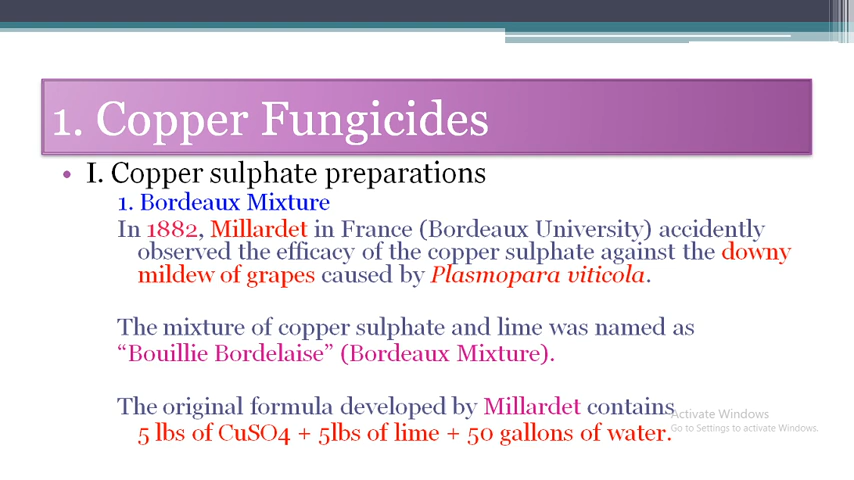 1. Copper Fungicides
• I. Copper sulphate preparations
1. Bordeaux Mixture
In 1882, Millardet in France (Bordeaux University) accidently
observed the efficacy of the copper sulphate against the downy
mildew of grapes caused by Plasmopara viticola.
The mixture of copper sulphate and lime was named as
“Bouillie Bordelaise” (Bordeaux Mixture).
The original formula developed by Millardet contains
5 lbs of CuSO4 + 5lbs of lime + 50 gallons of water.
Activate Windows
Go to Settings to activate Windows.